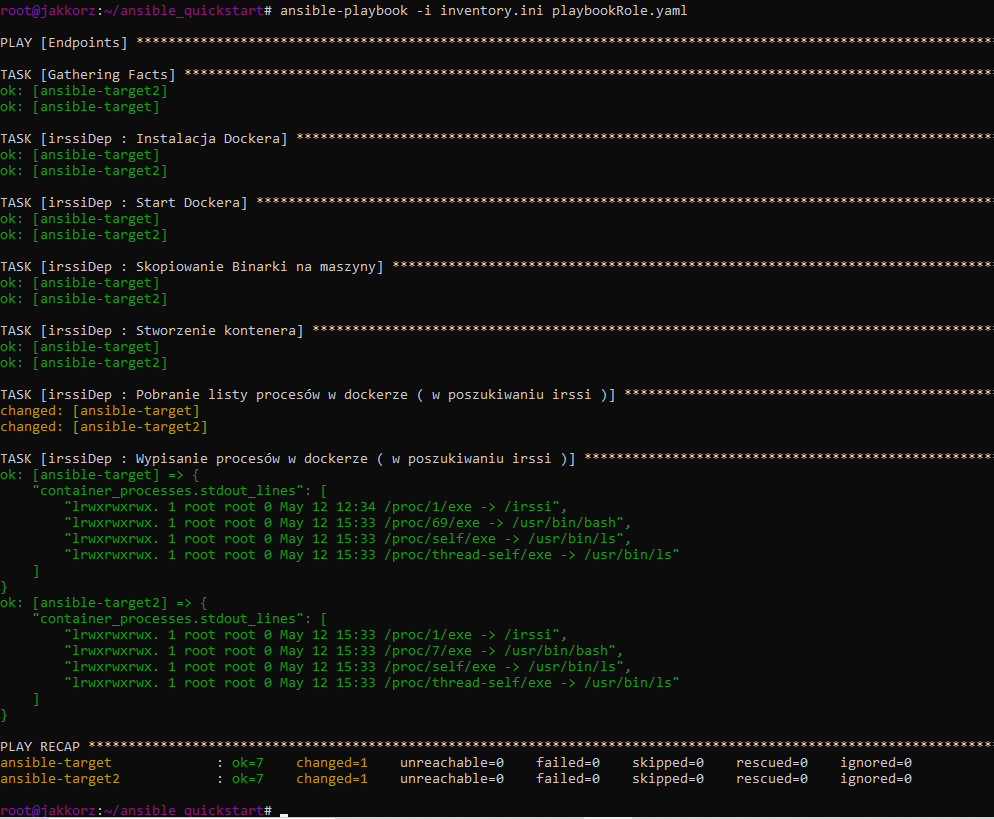 root@jakkorz:~/ansible_quickstart# ansible-playbook -i inventory.ini playbookRole.yaml
PLAY [Endpoints] ***********************************************************************************************************
TASK [Gathering Facts] *****************************************************************************************************
ok: [ansible-target2]
ok: [ansible-target]
TASK [irssiDep : Instalacja Dockera] ***************************************************************************************
ok: [ansible-target]
ok: [ansible-target2]
TASK [irssiDep : Start Dockera] ********************************************************************************************
ok: [ansible-target]
ok: [ansible-target2]
TASK [irssiDep : Skopiowanie Binarki na maszyny] ***************************************************************************
ok: [ansible-target]
ok: [ansible-target2]
TASK [irssiDep : Stworzenie kontenera] *************************************************************************************
ok: [ansible-target]
ok: [ansible-target2]
TASK [irssiDep : Pobranie listy procesów w dockerze ( w poszukiwaniu irssi )] **********************************************
changed: [ansible-target]
changed: [ansible-target2]
TASK [irssiDep : Wypisanie procesów w dockerze ( w poszukiwaniu irssi )] ***************************************************
ok: [ansible-target] => {
    "container_processes.stdout_lines": [
        "lrwxrwxrwx. 1 root root 0 May 12 12:34 /proc/1/exe -> /irssi",
        "lrwxrwxrwx. 1 root root 0 May 12 15:33 /proc/69/exe -> /usr/bin/bash",
        "lrwxrwxrwx. 1 root root 0 May 12 15:33 /proc/self/exe -> /usr/bin/ls",
        "lrwxrwxrwx. 1 root root 0 May 12 15:33 /proc/thread-self/exe -> /usr/bin/ls"
    ]
}
ok: [ansible-target2] => {
    "container_processes.stdout_lines": [
        "lrwxrwxrwx. 1 root root 0 May 12 15:33 /proc/1/exe -> /irssi",
        "lrwxrwxrwx. 1 root root 0 May 12 15:33 /proc/7/exe -> /usr/bin/bash",
        "lrwxrwxrwx. 1 root root 0 May 12 15:33 /proc/self/exe -> /usr/bin/ls",
        "lrwxrwxrwx. 1 root root 0 May 12 15:33 /proc/thread-self/exe -> /usr/bin/ls"
    ]
}
PLAY RECAP *****************************************************************************************************************
ansible-target             : ok=7    changed=1    unreachable=0    failed=0    skipped=0    rescued=0    ignored=0
ansible-target2            : ok=7    changed=1    unreachable=0    failed=0    skipped=0    rescued=0    ignored=0
root@jakkorz:~/ansible_quickstart#